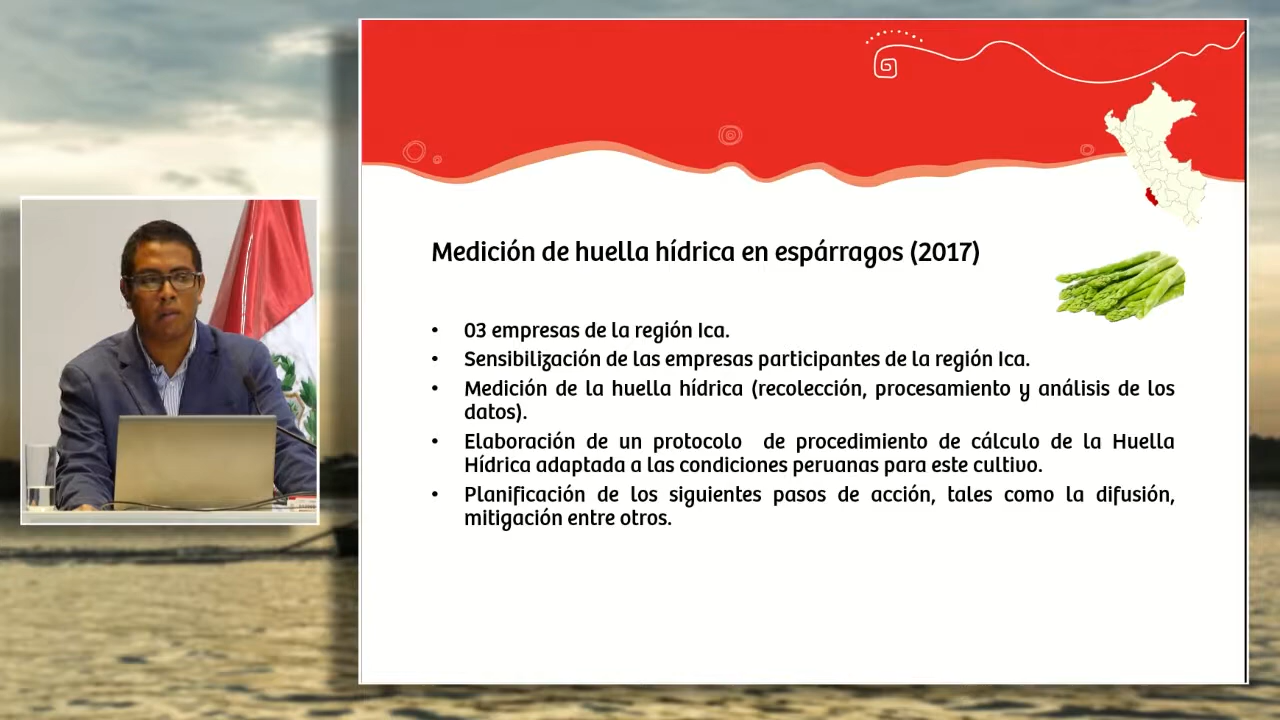 Medición de huella hídrica en espárragos (2017)
• 03 empresas de la región Ica.
• Sensibilización de las empresas participantes de la región Ica.
• Medición de la huella hídrica (recolección, procesamiento y análisis de los
datos).
• Elaboración de un protocolo de procedimiento de cálculo de la Huella
Hídrica adaptada a las condiciones peruanas para este cultivo.
• Planificación de los siguientes pasos de acción, tales como la difusión,
mitigación entre otros.